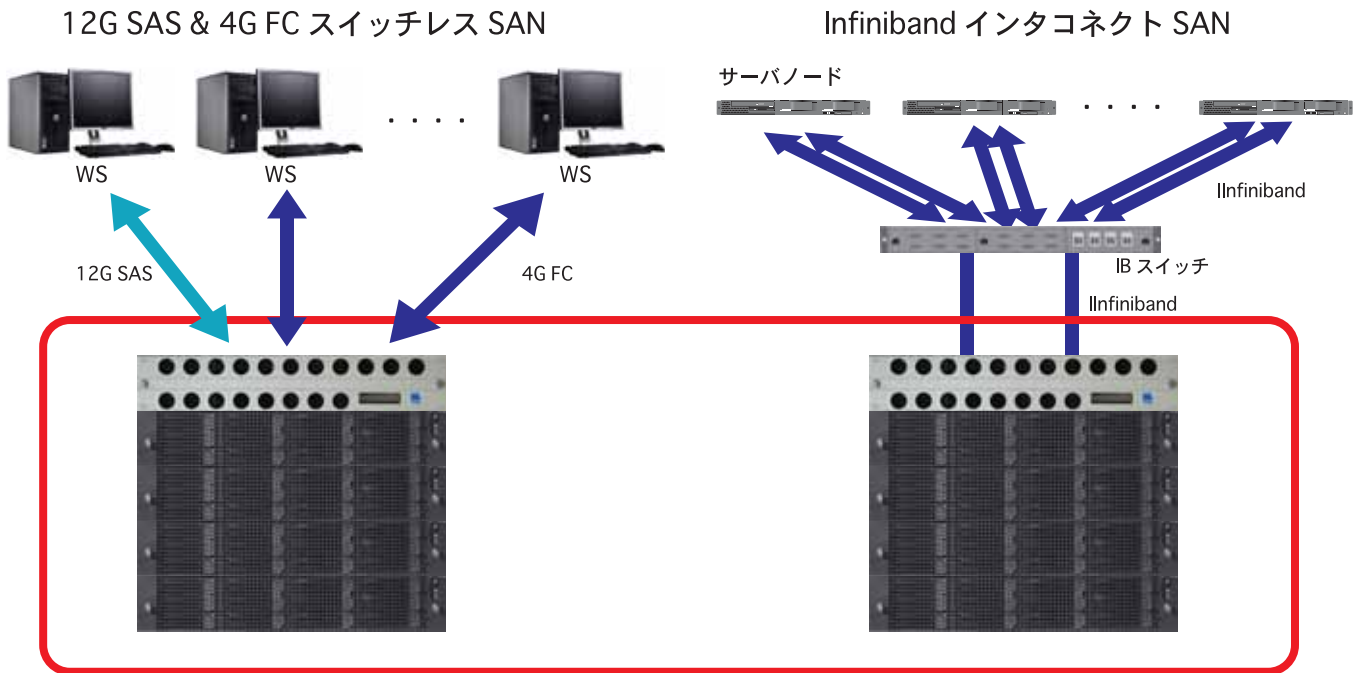 12G SAS & 4G FC スイッチレス SAN
Infiniband インタコネクト SAN
サーバノード
WS
WS
WS
12G SAS
4G FC
IInfiniband
IB スイッチ
IInfiniband